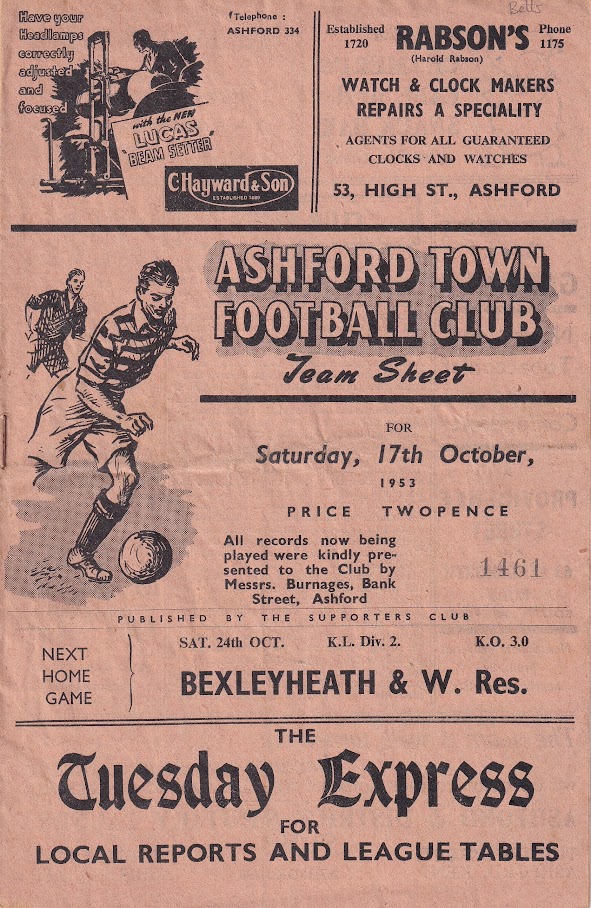 Betts
Have your
Headlamps
correctly
adjusted
and
focused
with the NEW
LUCAS
"BEAM SETTER"
C. Hayward & Son
ESTABLISHED 1889
Telephone :
ASHFORD 334
Established
1720
RABSON'S
(Harold Rabson)
Phone
1175
WATCH & CLOCK MAKERS
REPAIRS A SPECIALITY
AGENTS FOR ALL GUARANTEED
CLOCKS AND WATCHES
53, HIGH ST., ASHFORD
ASHFORD TOWN
FOOTBALL CLUB
Team Sheet
FOR
Saturday, 17th October,
1953
PRICE TWOPENCE
All records now being
played were kindly pre-
sented to the Club by
Messrs. Burnages, Bank
Street, Ashford
1461
PUBLISHED BY THE SUPPORTERS CLUB
NEXT
HOME
GAME
SAT. 24th OCT. K.L. Div. 2. K.O. 3.0
BEXLEYHEATH & W. Res.
THE
Tuesday Express
FOR
LOCAL REPORTS AND LEAGUE TABLES